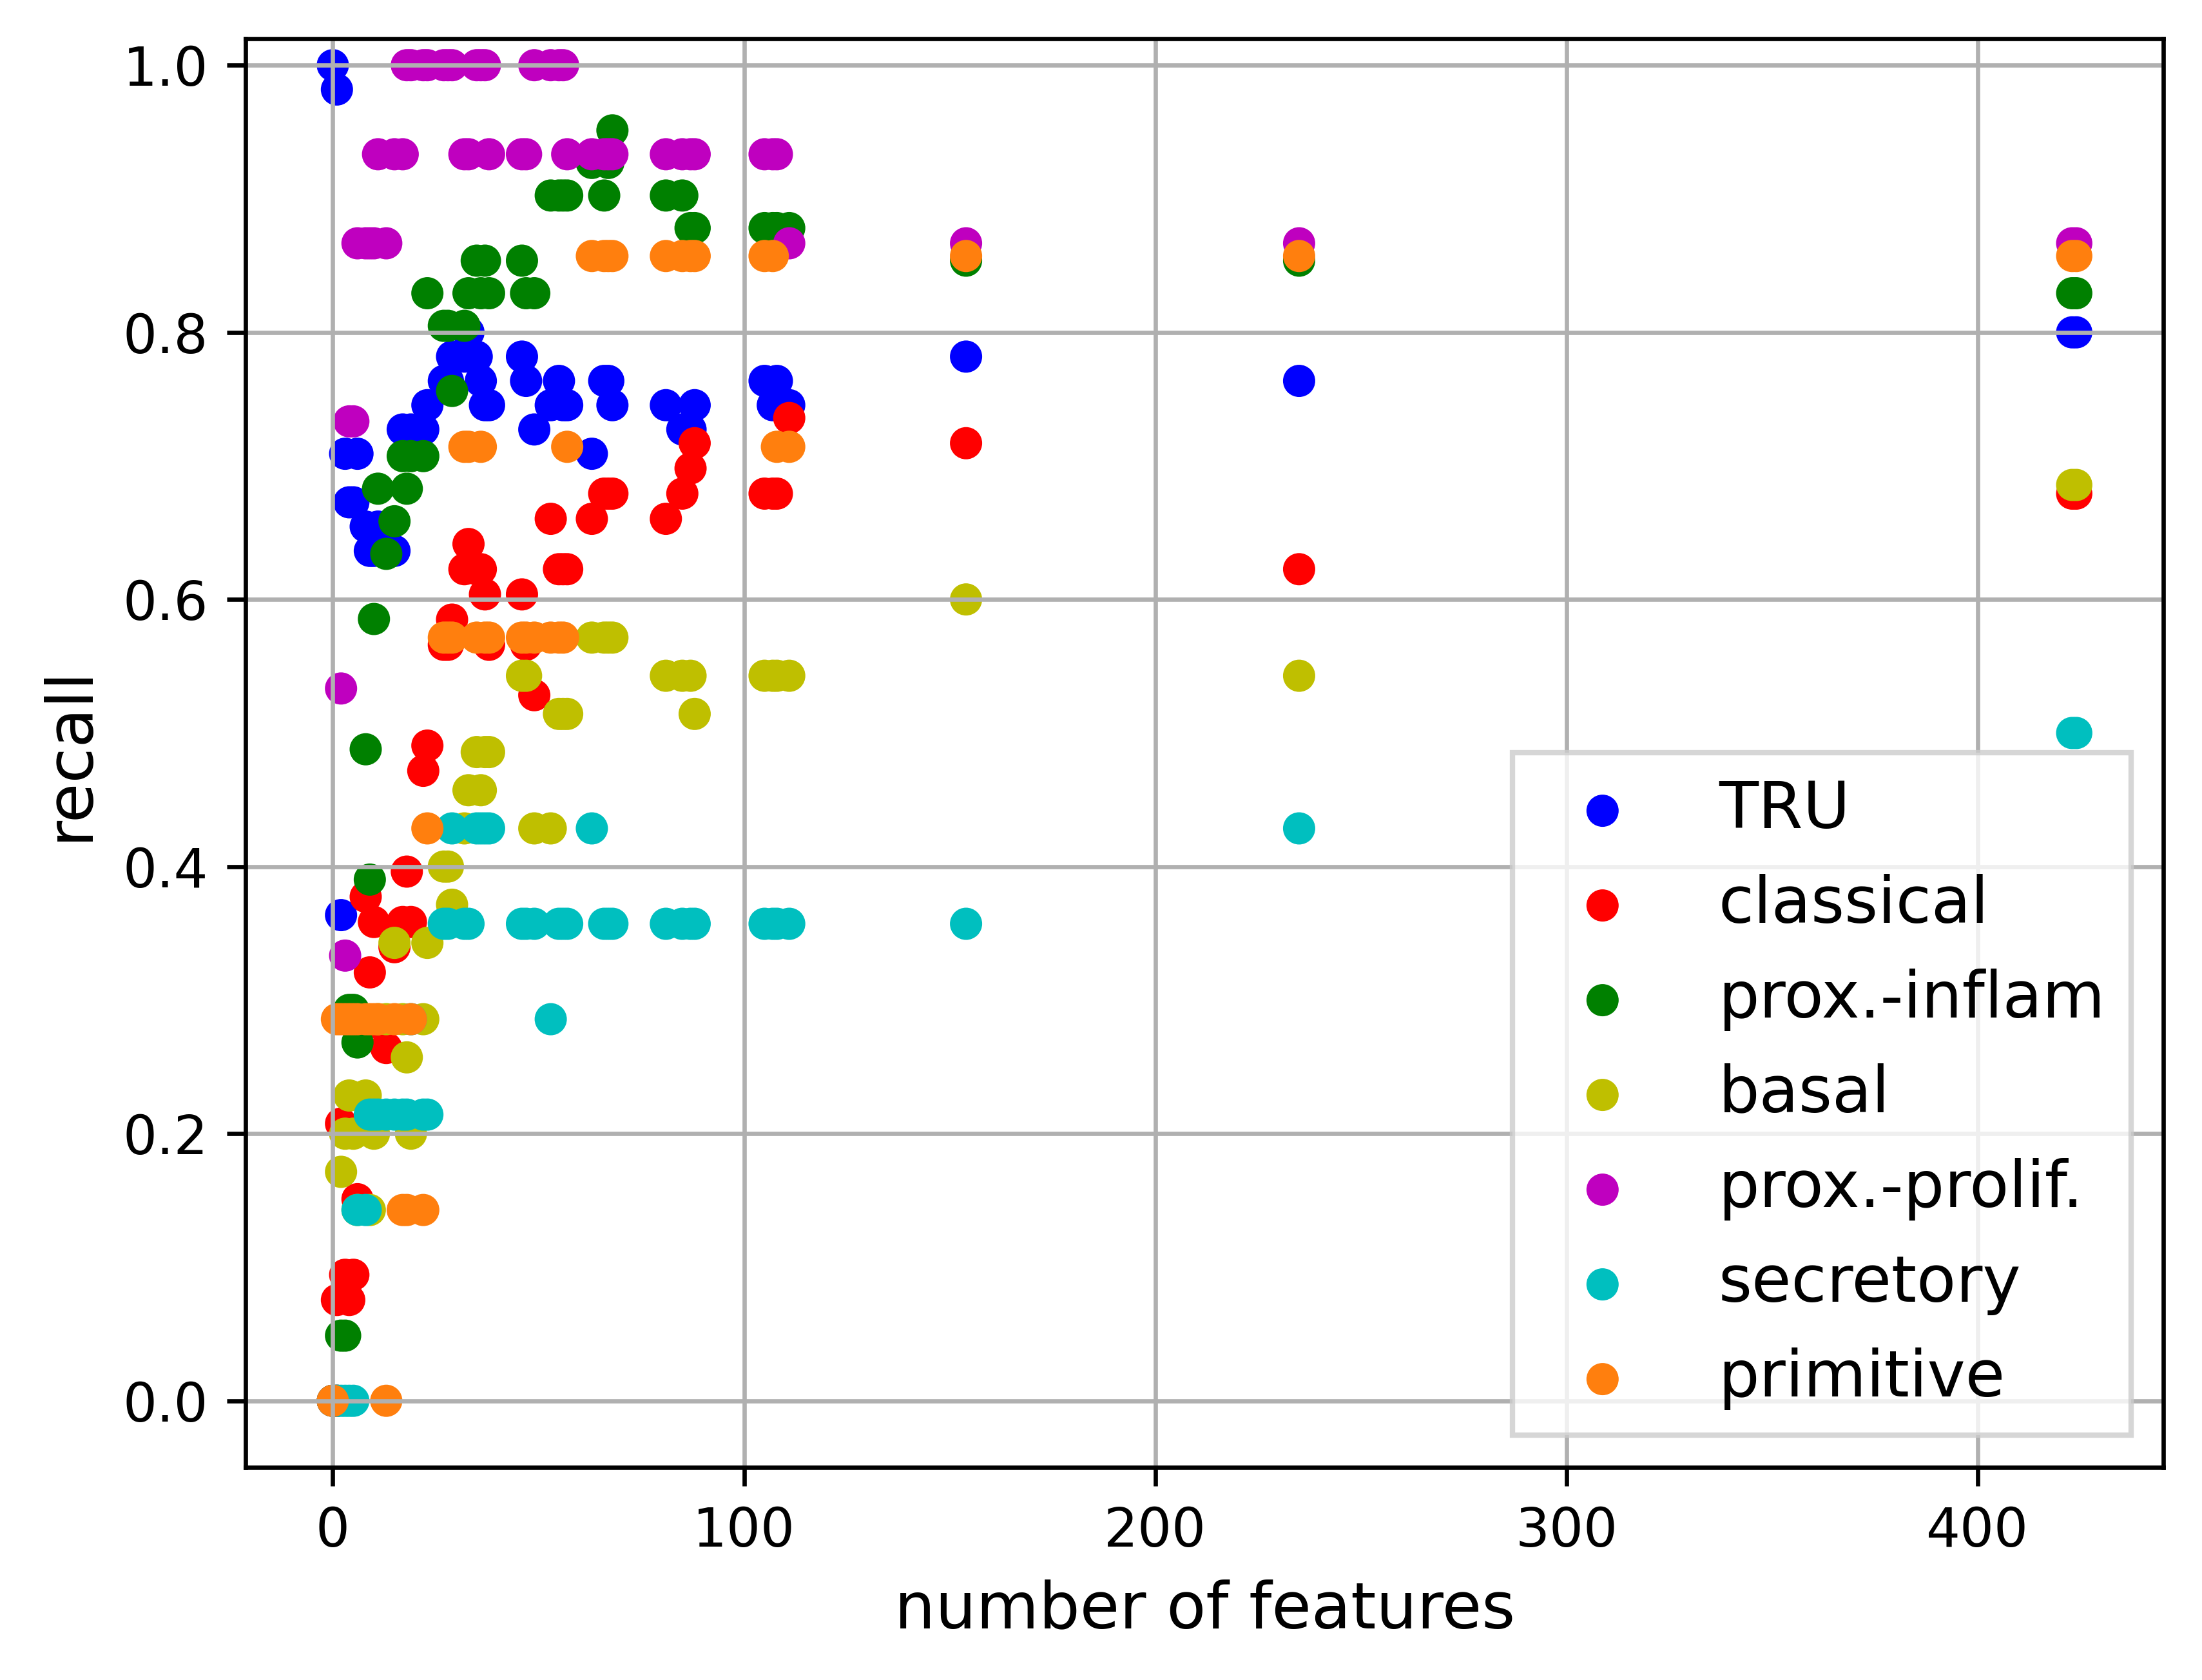 1.0
0.8
0.6
0.4
0.2
0.0
recall
0 100 200 300 400
number of features
TRU
classical
prox.-inflam
basal
prox.-prolif.
secretory
primitive